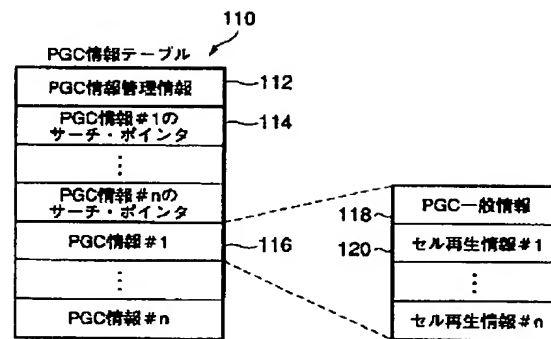 110
PGC情報テーブル
PGC情報管理情報
112
PGC情報#1の
サーチ・ポインタ
114
⋮
PGC情報#nの
サーチ・ポインタ
PGC情報#1
116
⋮
PGC情報#n
118
PGC一般情報
120
セル再生情報#1
⋮
セル再生情報#n